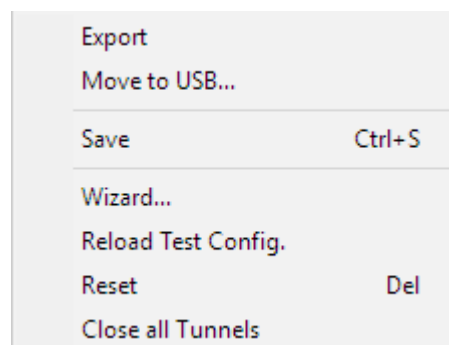 Export
Move to USB...
Save Ctrl+S
Wizard...
Reload Test Config.
Reset Del
Close all Tunnels